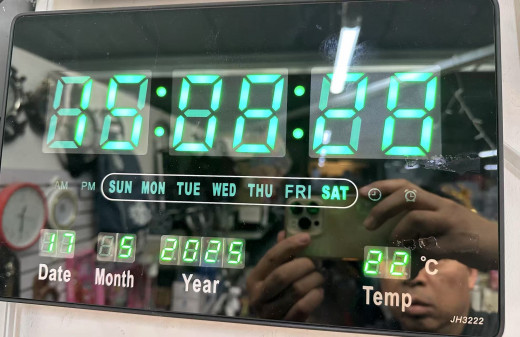 AM PM SUN MON TUE WED THU FRI SAT
17 5 2025 22 °C
Date Month Year Temp
JH3222